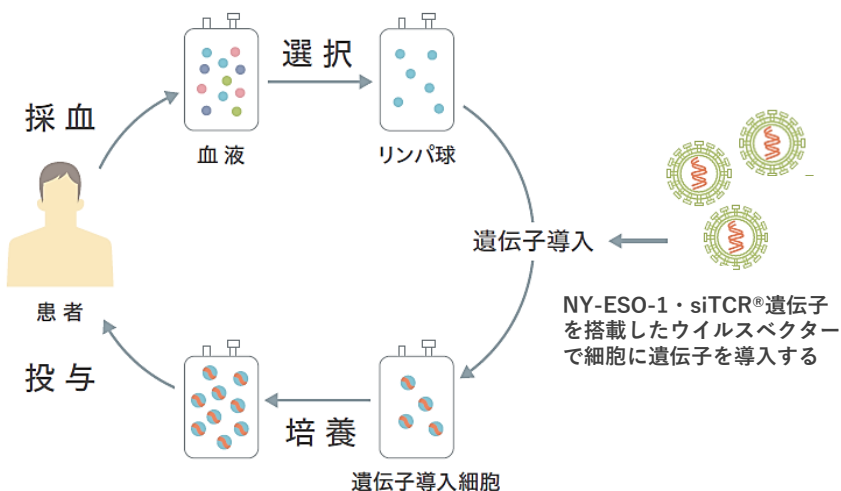 選択
採血
血液
リンパ球
遺伝子導入
患者
NY-ESO-1・siTCR®遺伝子
を搭載したウイルスベクター
で細胞に遺伝子を導入する
投与
培養
遺伝子導入細胞